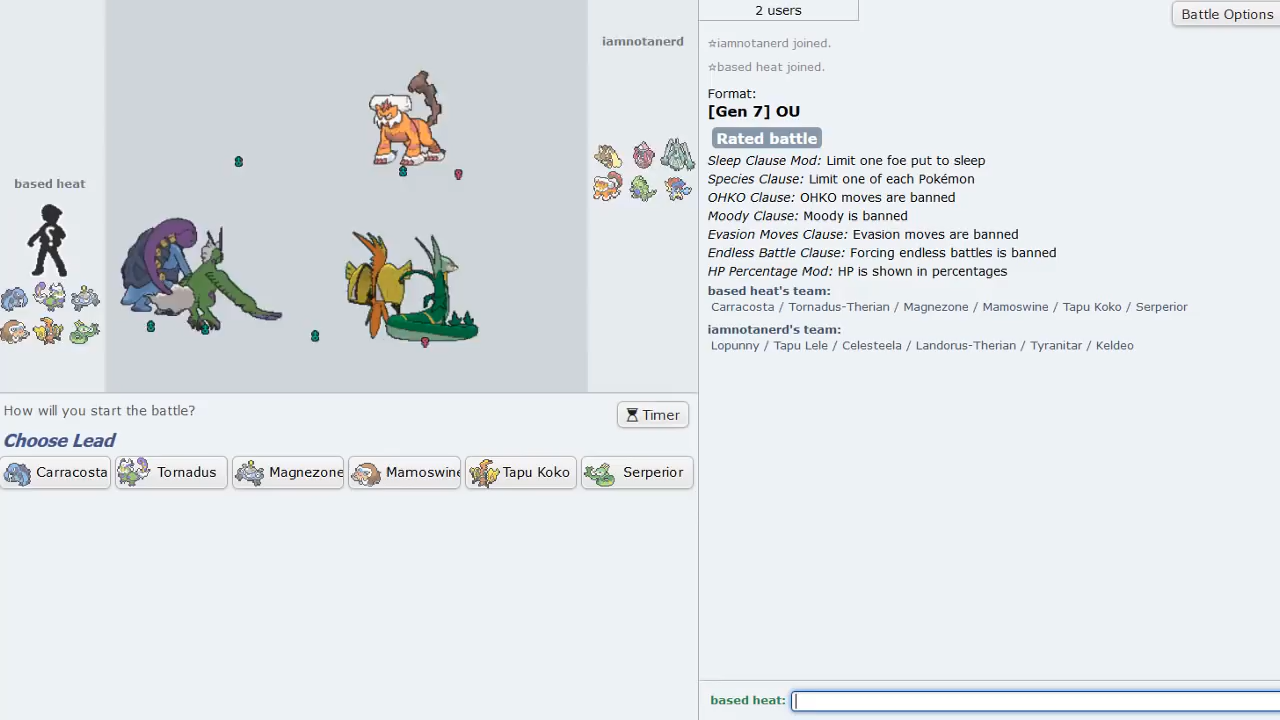 2 users
Battle Options
iamnotanerd
☆iamnotanerd joined.
☆based heat joined.
Format:
[Gen 7] OU
Rated battle
Sleep Clause Mod: Limit one foe put to sleep
Species Clause: Limit one of each Pokémon
OHKO Clause: OHKO moves are banned
Moody Clause: Moody is banned
Evasion Moves Clause: Evasion moves are banned
Endless Battle Clause: Forcing endless battles is banned
HP Percentage Mod: HP is shown in percentages
based heat's team:
Carracosta / Tornadus-Therian / Magnezone / Mamoswine / Tapu Koko / Serperior
iamnotanerd's team:
Lopunny / Tapu Lele / Celesteela / Landorus-Therian / Tyranitar / Keldeo
based heat
How will you start the battle?
Timer
Choose Lead
Carracosta Tornadus Magnezone Mamoswine Tapu Koko Serperior
based heat: